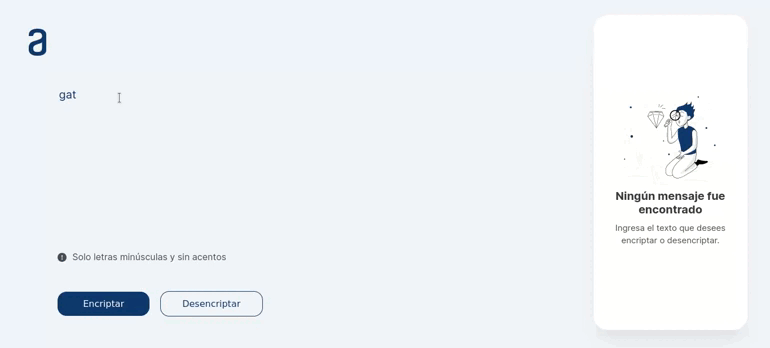 a
gat
Solo letras minúsculas y sin acentos
Encriptar
Desencriptar
Ningún mensaje fue
encontrado
Ingresa el texto que desees
encriptar o desencriptar.